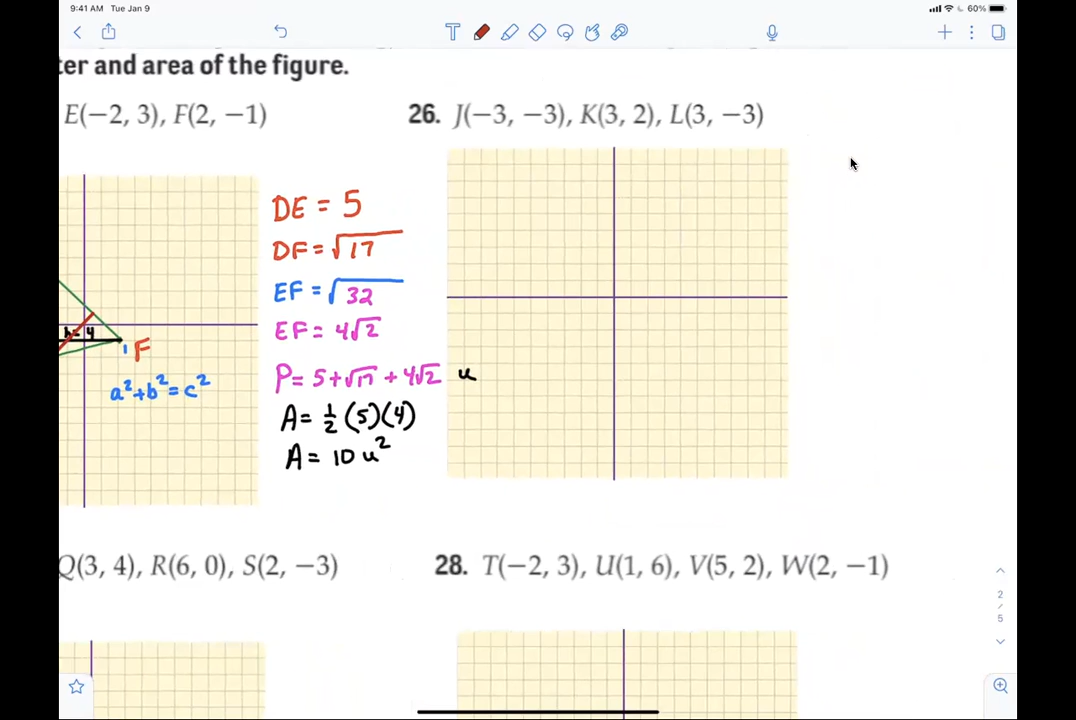 9:41 AM Tue Jan 9
60%
ter and area of the figure.
E(−2, 3), F(2, −1)
26. J(−3, −3), K(3, 2), L(3, −3)
DE = 5
DF = √17
EF = √32
EF = 4√2
P = 5 + √17 + 4√2 u
A = 1/2 (5)(4)
A = 10 u²
h = 4
F
a² + b² = c²
Q(3, 4), R(6, 0), S(2, −3)
28. T(−2, 3), U(1, 6), V(5, 2), W(2, −1)
2
/
5